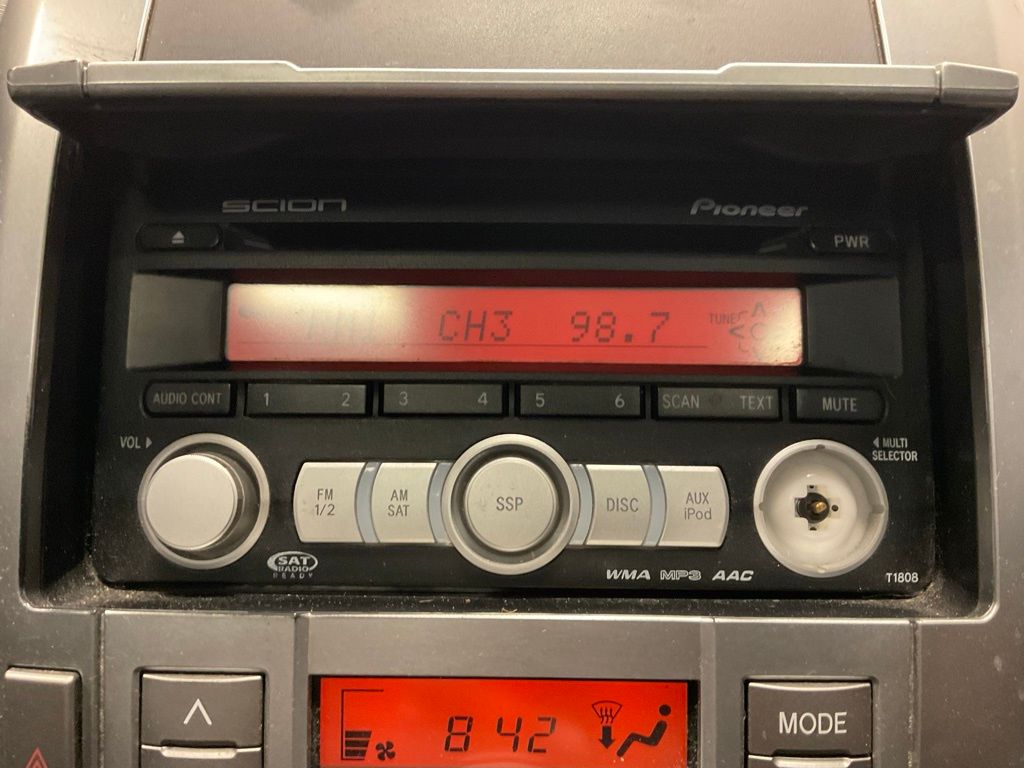 SCION Pioneer
PWR
CH3 98.7
AUDIO CONT 1 2 3 4 5 6 SCAN TEXT MUTE
VOL
MULTI
SELECTOR
FM
1/2
AM
SAT
SSP
DISC
AUX
iPod
SAT
RADIO
READY
WMA MP3 AAC
T1808
8 42
MODE